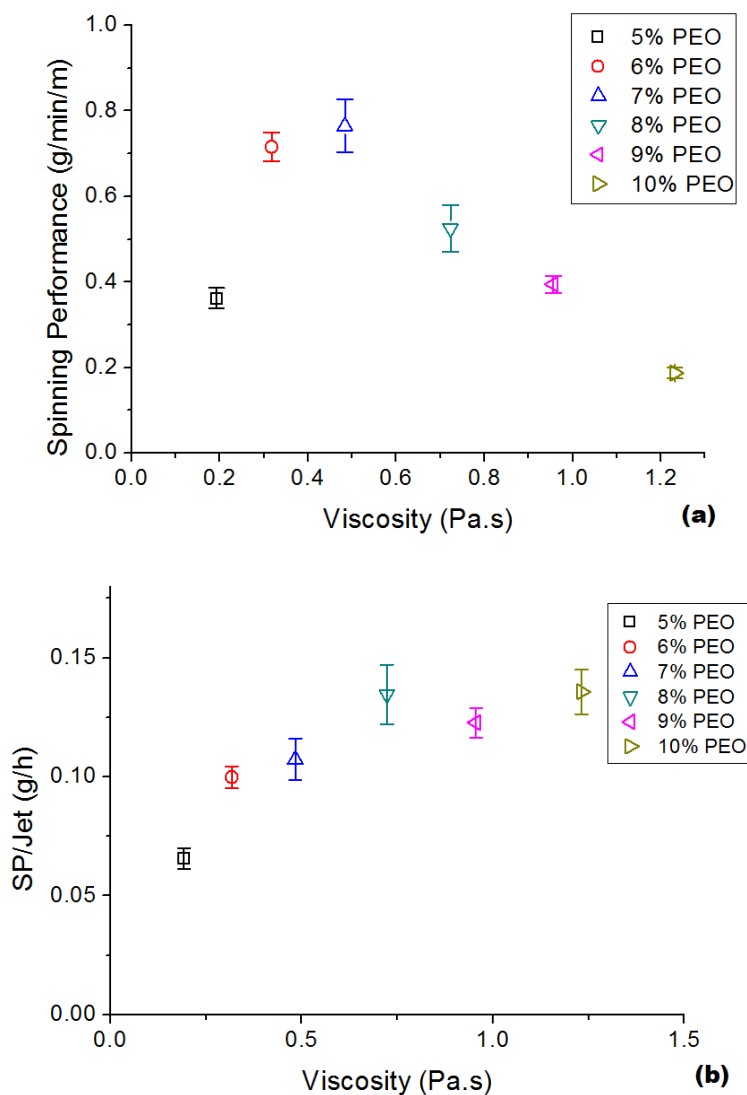 1.0
0.8
0.6
0.4
0.2
0.0
Spinning Performance (g/min/m)
5% PEO
6% PEO
7% PEO
8% PEO
9% PEO
10% PEO
0.0 0.2 0.4 0.6 0.8 1.0 1.2
Viscosity (Pa.s)
(a)
0.15
0.10
0.05
0.00
SP/Jet (g/h)
5% PEO
6% PEO
7% PEO
8% PEO
9% PEO
10% PEO
0.0 0.5 1.0 1.5
Viscosity (Pa.s)
(b)